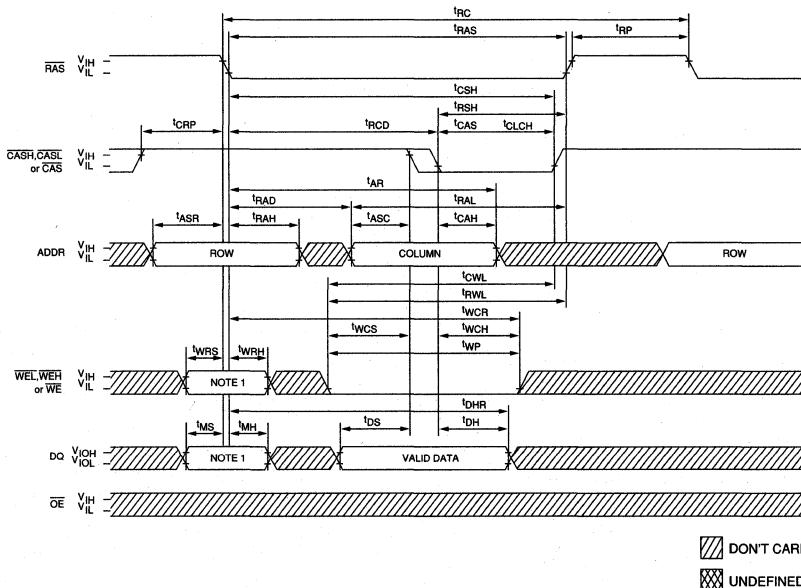 tRC
tRAS
tRP
RAS VIH
VIL
tCSH
tRSH
tCRP
tRCD
tCAS
tCLCH
CASH,CASL VIH
or CAS VIL
tAR
tRAD
tRAL
tASR
tRAH
tASC
tCAH
ADDR VIH
VIL
ROW
COLUMN
ROW
tCWL
tRWL
tWCR
tWCS
tWCH
tWRS
tWRH
tWP
WEL,WEH VIH
or WE VIL
NOTE 1
tDHR
tMS
tMH
tDS
tDH
DQ VIOH
VIOL
NOTE 1
VALID DATA
OE VIH
VIL
DON'T CARE
UNDEFINED